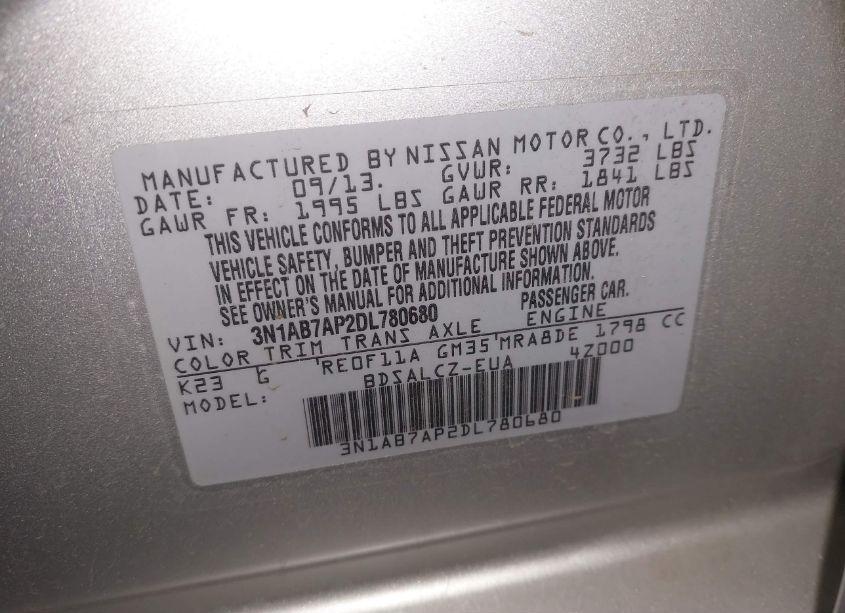 MANUFACTURED BY NISSAN MOTOR CO., LTD.
DATE: 09/13. GVWR: 3732 LBS
GAWR FR: 1995 LBS GAWR RR: 1841 LBS
THIS VEHICLE CONFORMS TO ALL APPLICABLE FEDERAL MOTOR
VEHICLE SAFETY, BUMPER AND THEFT PREVENTION STANDARDS
IN EFFECT ON THE DATE OF MANUFACTURE SHOWN ABOVE.
SEE OWNER'S MANUAL FOR ADDITIONAL INFORMATION.
VIN: 3N1AB7AP2DL780680 PASSENGER CAR.
COLOR TRIM TRANS AXLE ENGINE
K23 G RE0F11A GM35 MRA8DE 1798 CC
MODEL: BDSALCZ-EUA 4Z000
3N1AB7AP2DL780680